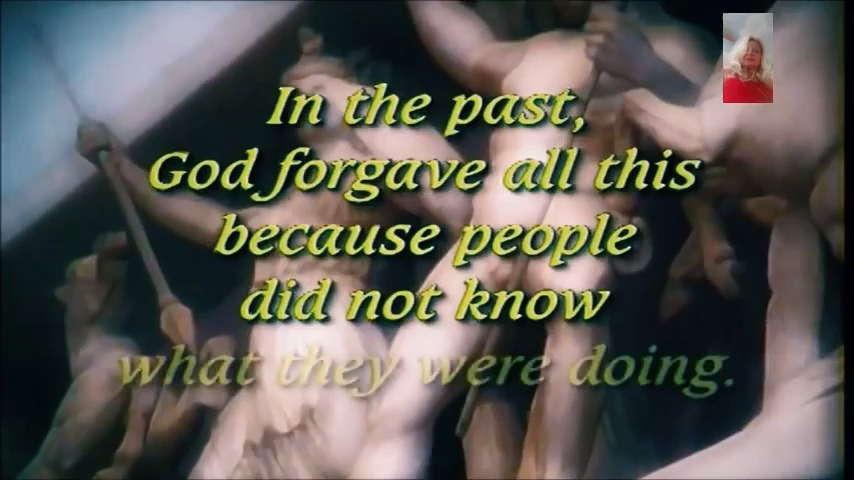 In the past,
God forgave all this
because people
did not know
what they were doing.